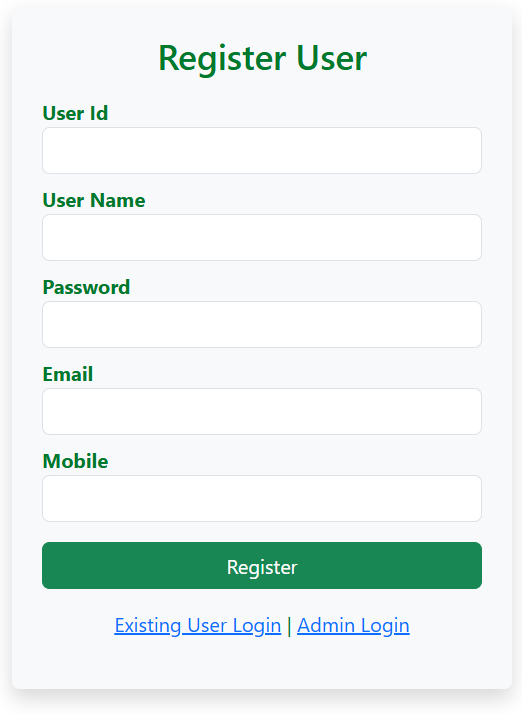 Register User
User Id
User Name
Password
Email
Mobile
Register
Existing User Login | Admin Login